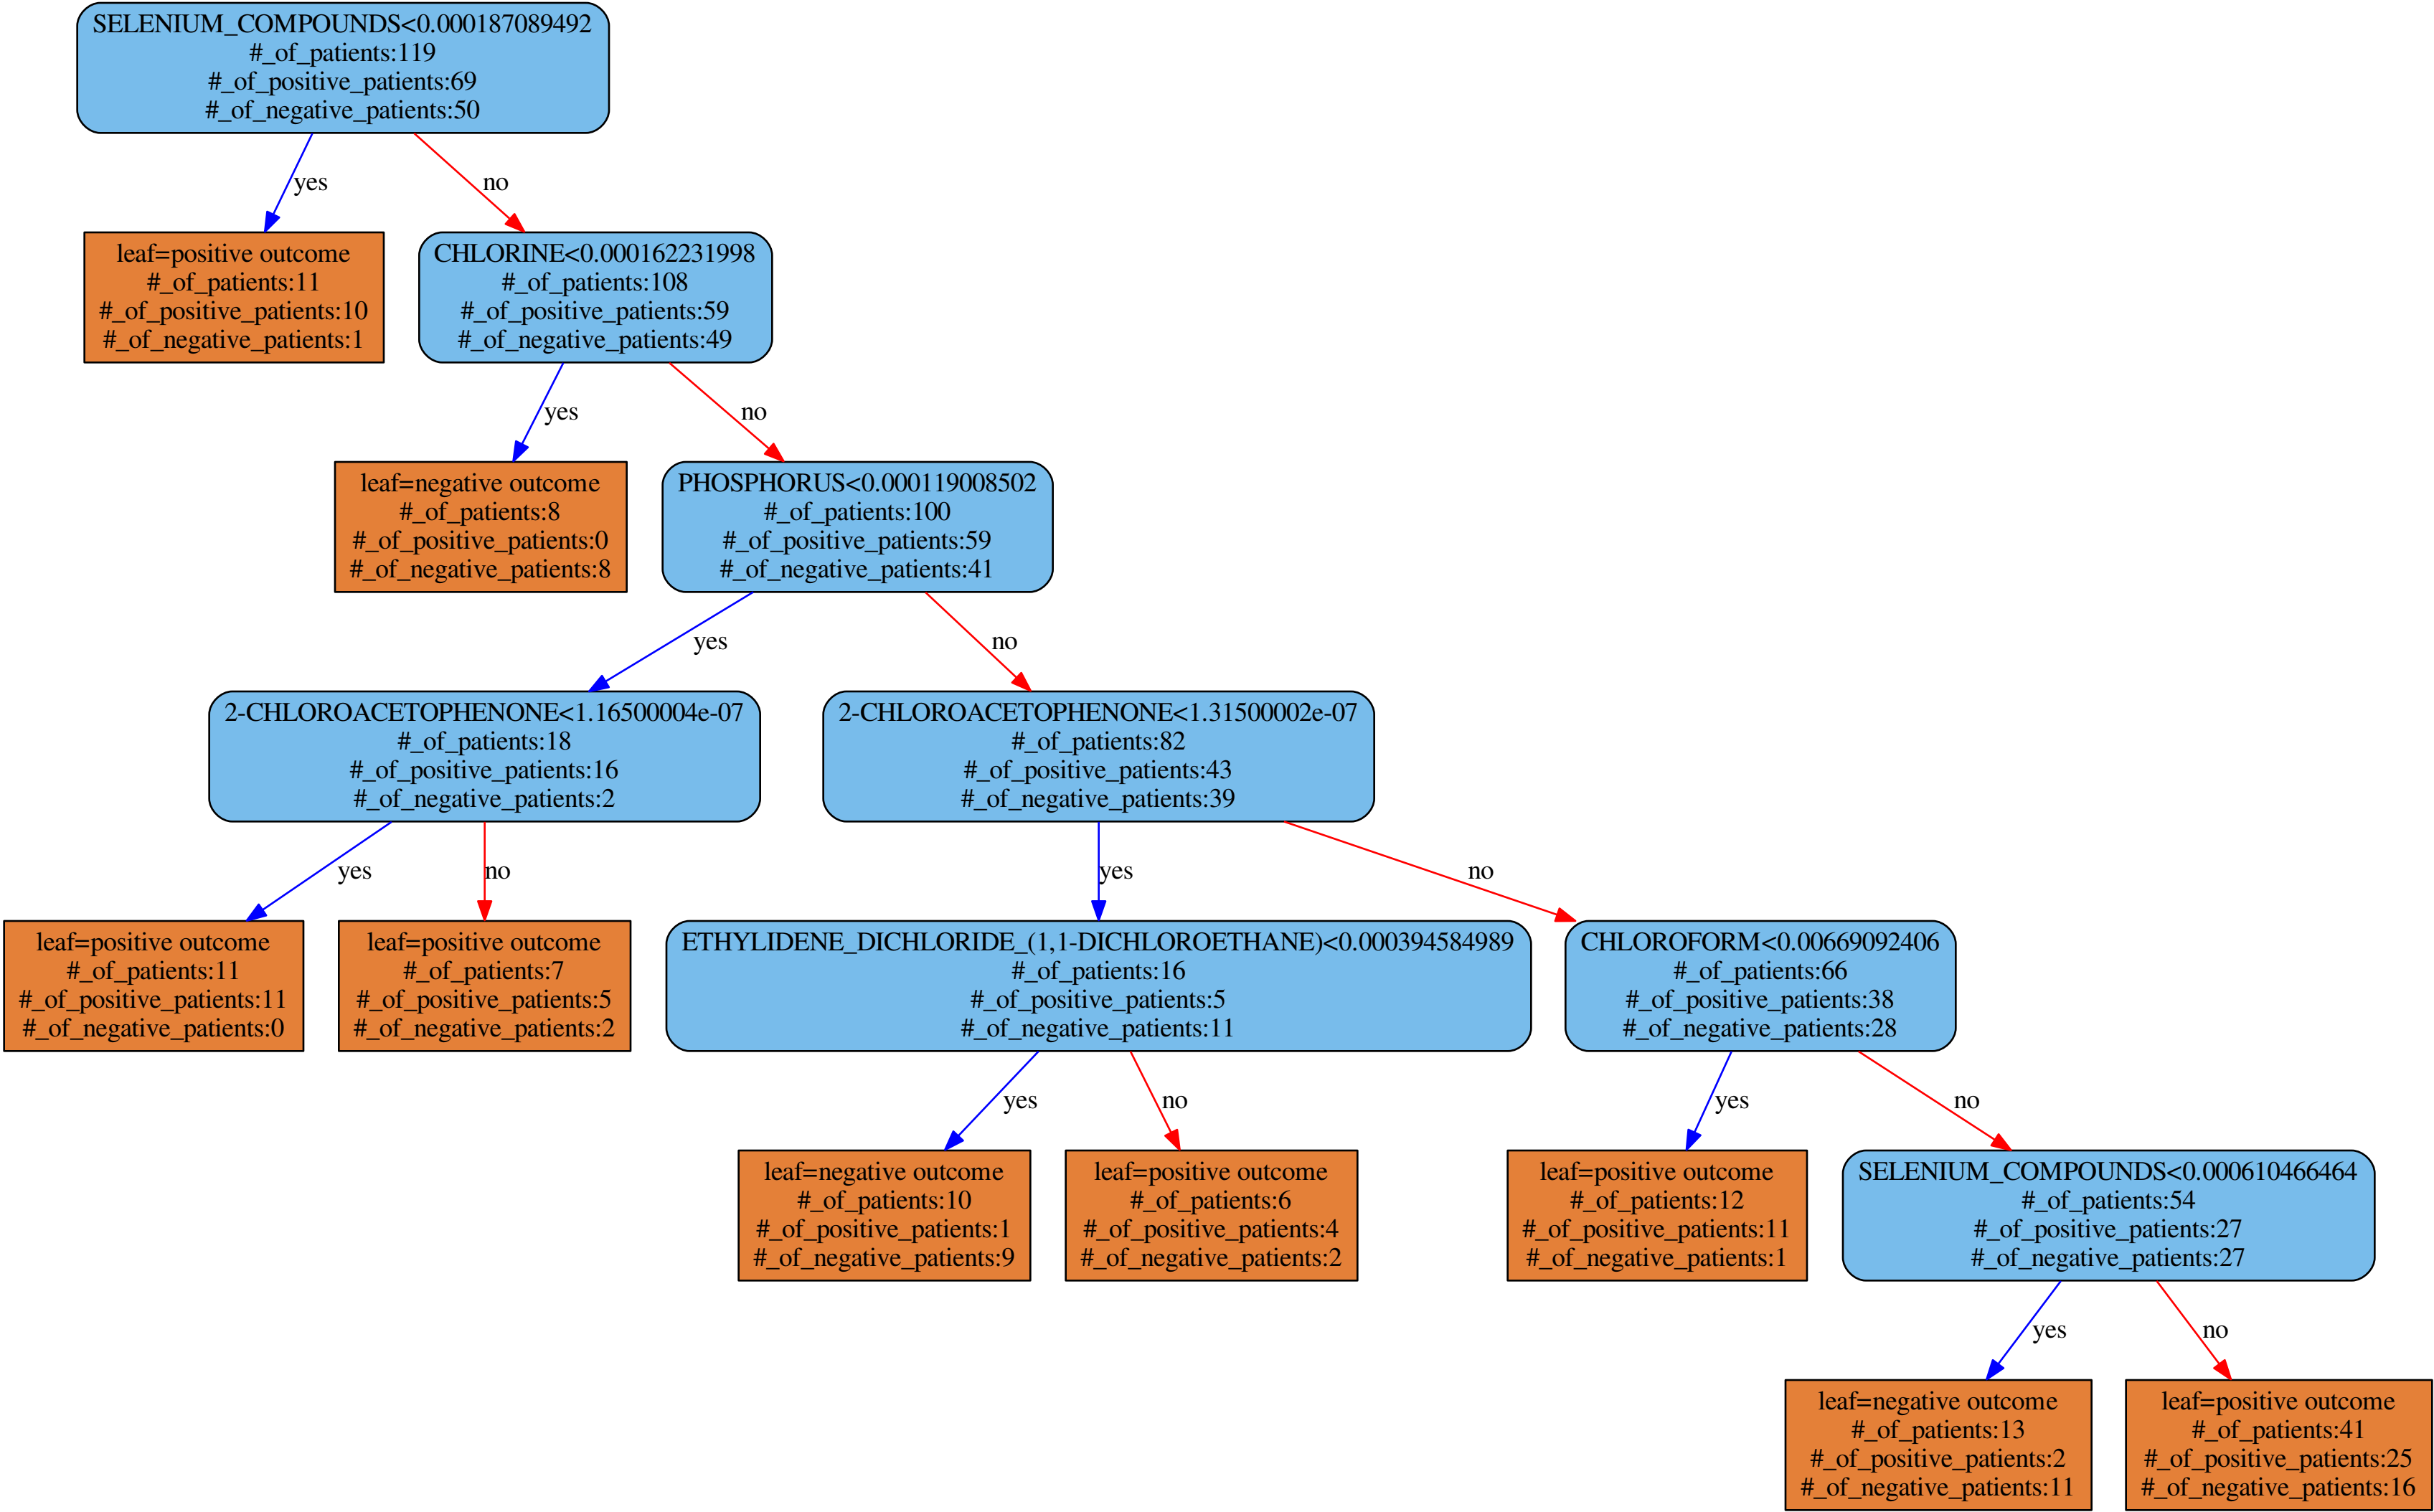 SELENIUM_COMPOUNDS<0.000187089492
#_of_patients:119
#_of_positive_patients:69
#_of_negative_patients:50
yes
no
leaf=positive outcome
#_of_patients:11
#_of_positive_patients:10
#_of_negative_patients:1
CHLORINE<0.000162231998
#_of_patients:108
#_of_positive_patients:59
#_of_negative_patients:49
yes
no
leaf=negative outcome
#_of_patients:8
#_of_positive_patients:0
#_of_negative_patients:8
PHOSPHORUS<0.000119008502
#_of_patients:100
#_of_positive_patients:59
#_of_negative_patients:41
yes
no
2-CHLOROACETOPHENONE<1.16500004e-07
#_of_patients:18
#_of_positive_patients:16
#_of_negative_patients:2
2-CHLOROACETOPHENONE<1.31500002e-07
#_of_patients:82
#_of_positive_patients:43
#_of_negative_patients:39
yes
no
yes
no
leaf=positive outcome
#_of_patients:11
#_of_positive_patients:11
#_of_negative_patients:0
leaf=positive outcome
#_of_patients:7
#_of_positive_patients:5
#_of_negative_patients:2
ETHYLIDENE_DICHLORIDE_(1,1-DICHLOROETHANE)<0.000394584989
#_of_patients:16
#_of_positive_patients:5
#_of_negative_patients:11
CHLOROFORM<0.00669092406
#_of_patients:66
#_of_positive_patients:38
#_of_negative_patients:28
yes
no
yes
no
leaf=negative outcome
#_of_patients:10
#_of_positive_patients:1
#_of_negative_patients:9
leaf=positive outcome
#_of_patients:6
#_of_positive_patients:4
#_of_negative_patients:2
leaf=positive outcome
#_of_patients:12
#_of_positive_patients:11
#_of_negative_patients:1
SELENIUM_COMPOUNDS<0.000610466464
#_of_patients:54
#_of_positive_patients:27
#_of_negative_patients:27
yes
no
leaf=negative outcome
#_of_patients:13
#_of_positive_patients:2
#_of_negative_patients:11
leaf=positive outcome
#_of_patients:41
#_of_positive_patients:25
#_of_negative_patients:16